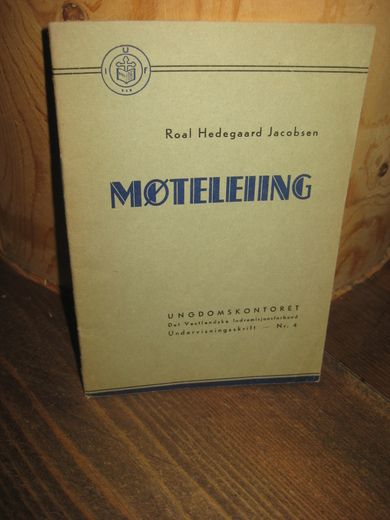 U
I F
Roal Hedegaard Jacobsen
MØTELEIING
UNGDOMSKONTORET
Det Vestlandske Indremisjonsforbund
Undervisningsskrift — Nr. 4